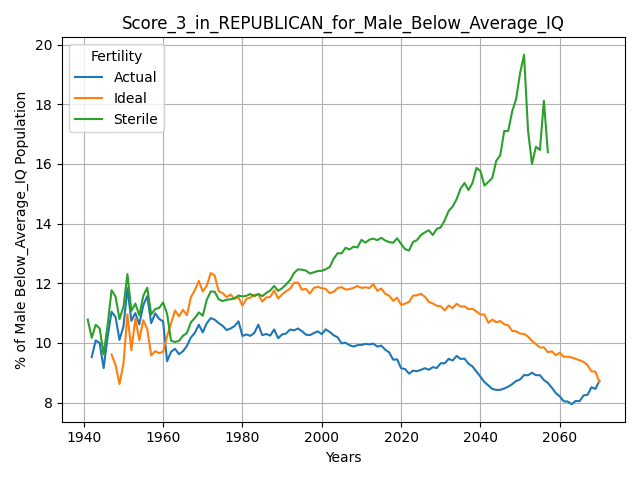 Score_3_in_REPUBLICAN_for_Male_Below_Average_IQ
% of Male Below_Average_IQ Population
20
18
16
14
12
10
8
Fertility
Actual
Ideal
Sterile
1940 1960 1980 2000 2020 2040 2060
Years